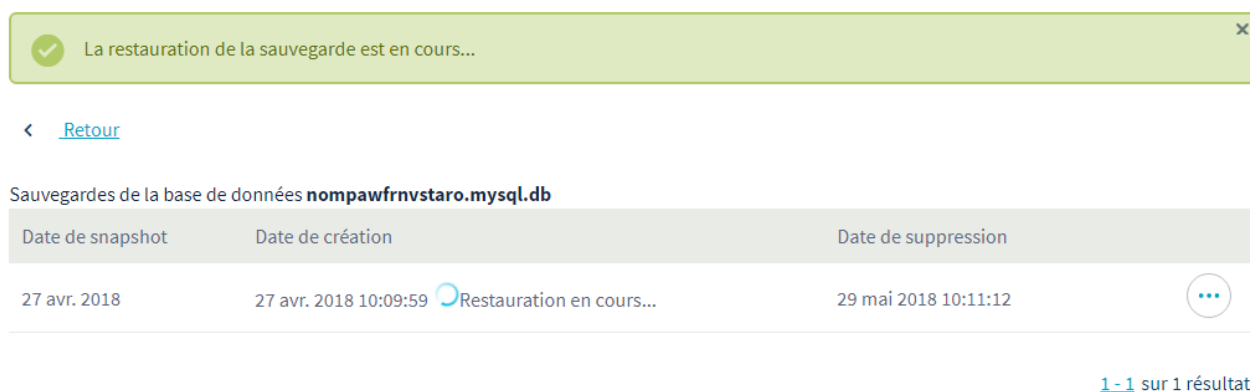 La restauration de la sauvegarde est en cours...
Retour
Sauvegardes de la base de données nompawfrnvstaro.mysql.db
Date de snapshot Date de création Date de suppression
27 avr. 2018 27 avr. 2018 10:09:59 Restauration en cours... 29 mai 2018 10:11:12
1 - 1 sur 1 résultat